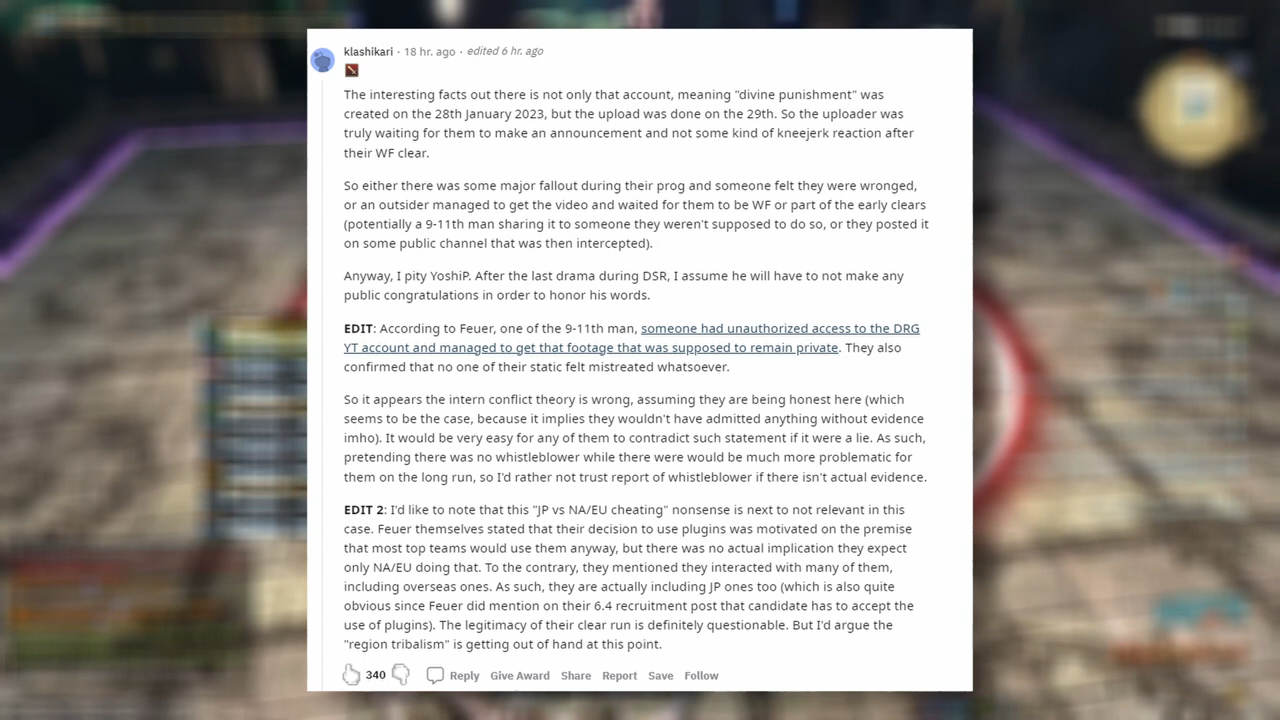 klashikari · 18 hr. ago · edited 6 hr. ago
The interesting facts out there is not only that account, meaning "divine punishment" was
created on the 28th January 2023, but the upload was done on the 29th. So the uploader was
truly waiting for them to make an announcement and not some kind of kneejerk reaction after
their WF clear.
So either there was some major fallout during their prog and someone felt they were wronged,
or an outsider managed to get the video and waited for them to be WF or part of the early clears
(potentially a 9-11th man sharing it to someone they weren't supposed to do so, or they posted it
on some public channel that was then intercepted).
Anyway, I pity YoshiP. After the last drama during DSR, I assume he will have to not make any
public congratulations in order to honor his words.
EDIT: According to Feuer, one of the 9-11th man, someone had unauthorized access to the DRG
YT account and managed to get that footage that was supposed to remain private. They also
confirmed that no one of their static felt mistreated whatsoever.
So it appears the intern conflict theory is wrong, assuming they are being honest here (which
seems to be the case, because it implies they wouldn't have admitted anything without evidence
imho). It would be very easy for any of them to contradict such statement if it were a lie. As such,
pretending there was no whistleblower while there were would be much more problematic for
them on the long run, so I'd rather not trust report of whistleblower if there isn't actual evidence.
EDIT 2: I'd like to note that this "JP vs NA/EU cheating" nonsense is next to not relevant in this
case. Feuer themselves stated that their decision to use plugins was motivated on the premise
that most top teams would use them anyway, but there was no actual implication they expect
only NA/EU doing that. To the contrary, they mentioned they interacted with many of them,
including overseas ones. As such, they are actually including JP ones too (which is also quite
obvious since Feuer did mention on their 6.4 recruitment post that candidate has to accept the
use of plugins). The legitimacy of their clear run is definitely questionable. But I'd argue the
"region tribalism" is getting out of hand at this point.
340 Reply Give Award Share Report Save Follow